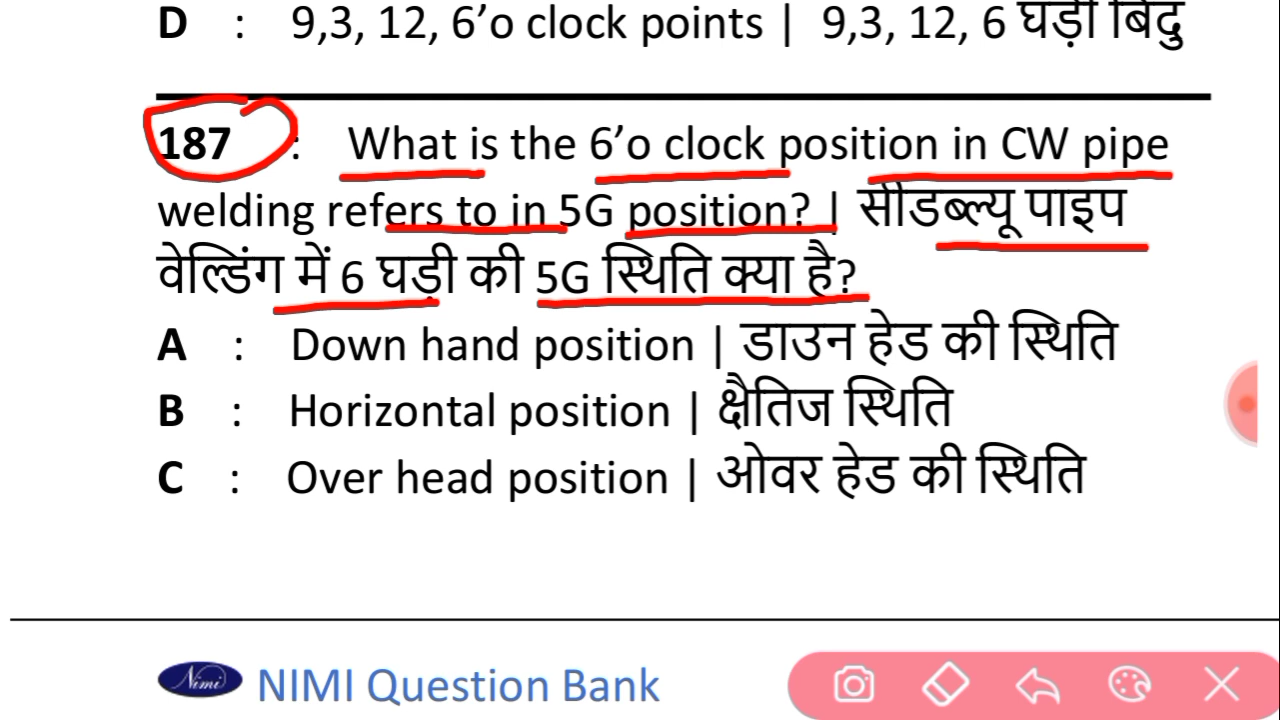 D : 9,3, 12, 6’o clock points | 9,3, 12, 6 घड़ी बिंदु
187 : What is the 6’o clock position in CW pipe
welding refers to in 5G position? | सीडब्ल्यू पाइप
वेल्डिंग में 6 घड़ी की 5G स्थिति क्या है?
A : Down hand position | डाउन हेड की स्थिति
B : Horizontal position | क्षैतिज स्थिति
C : Over head position | ओवर हेड की स्थिति
Nimi NIMI Question Bank